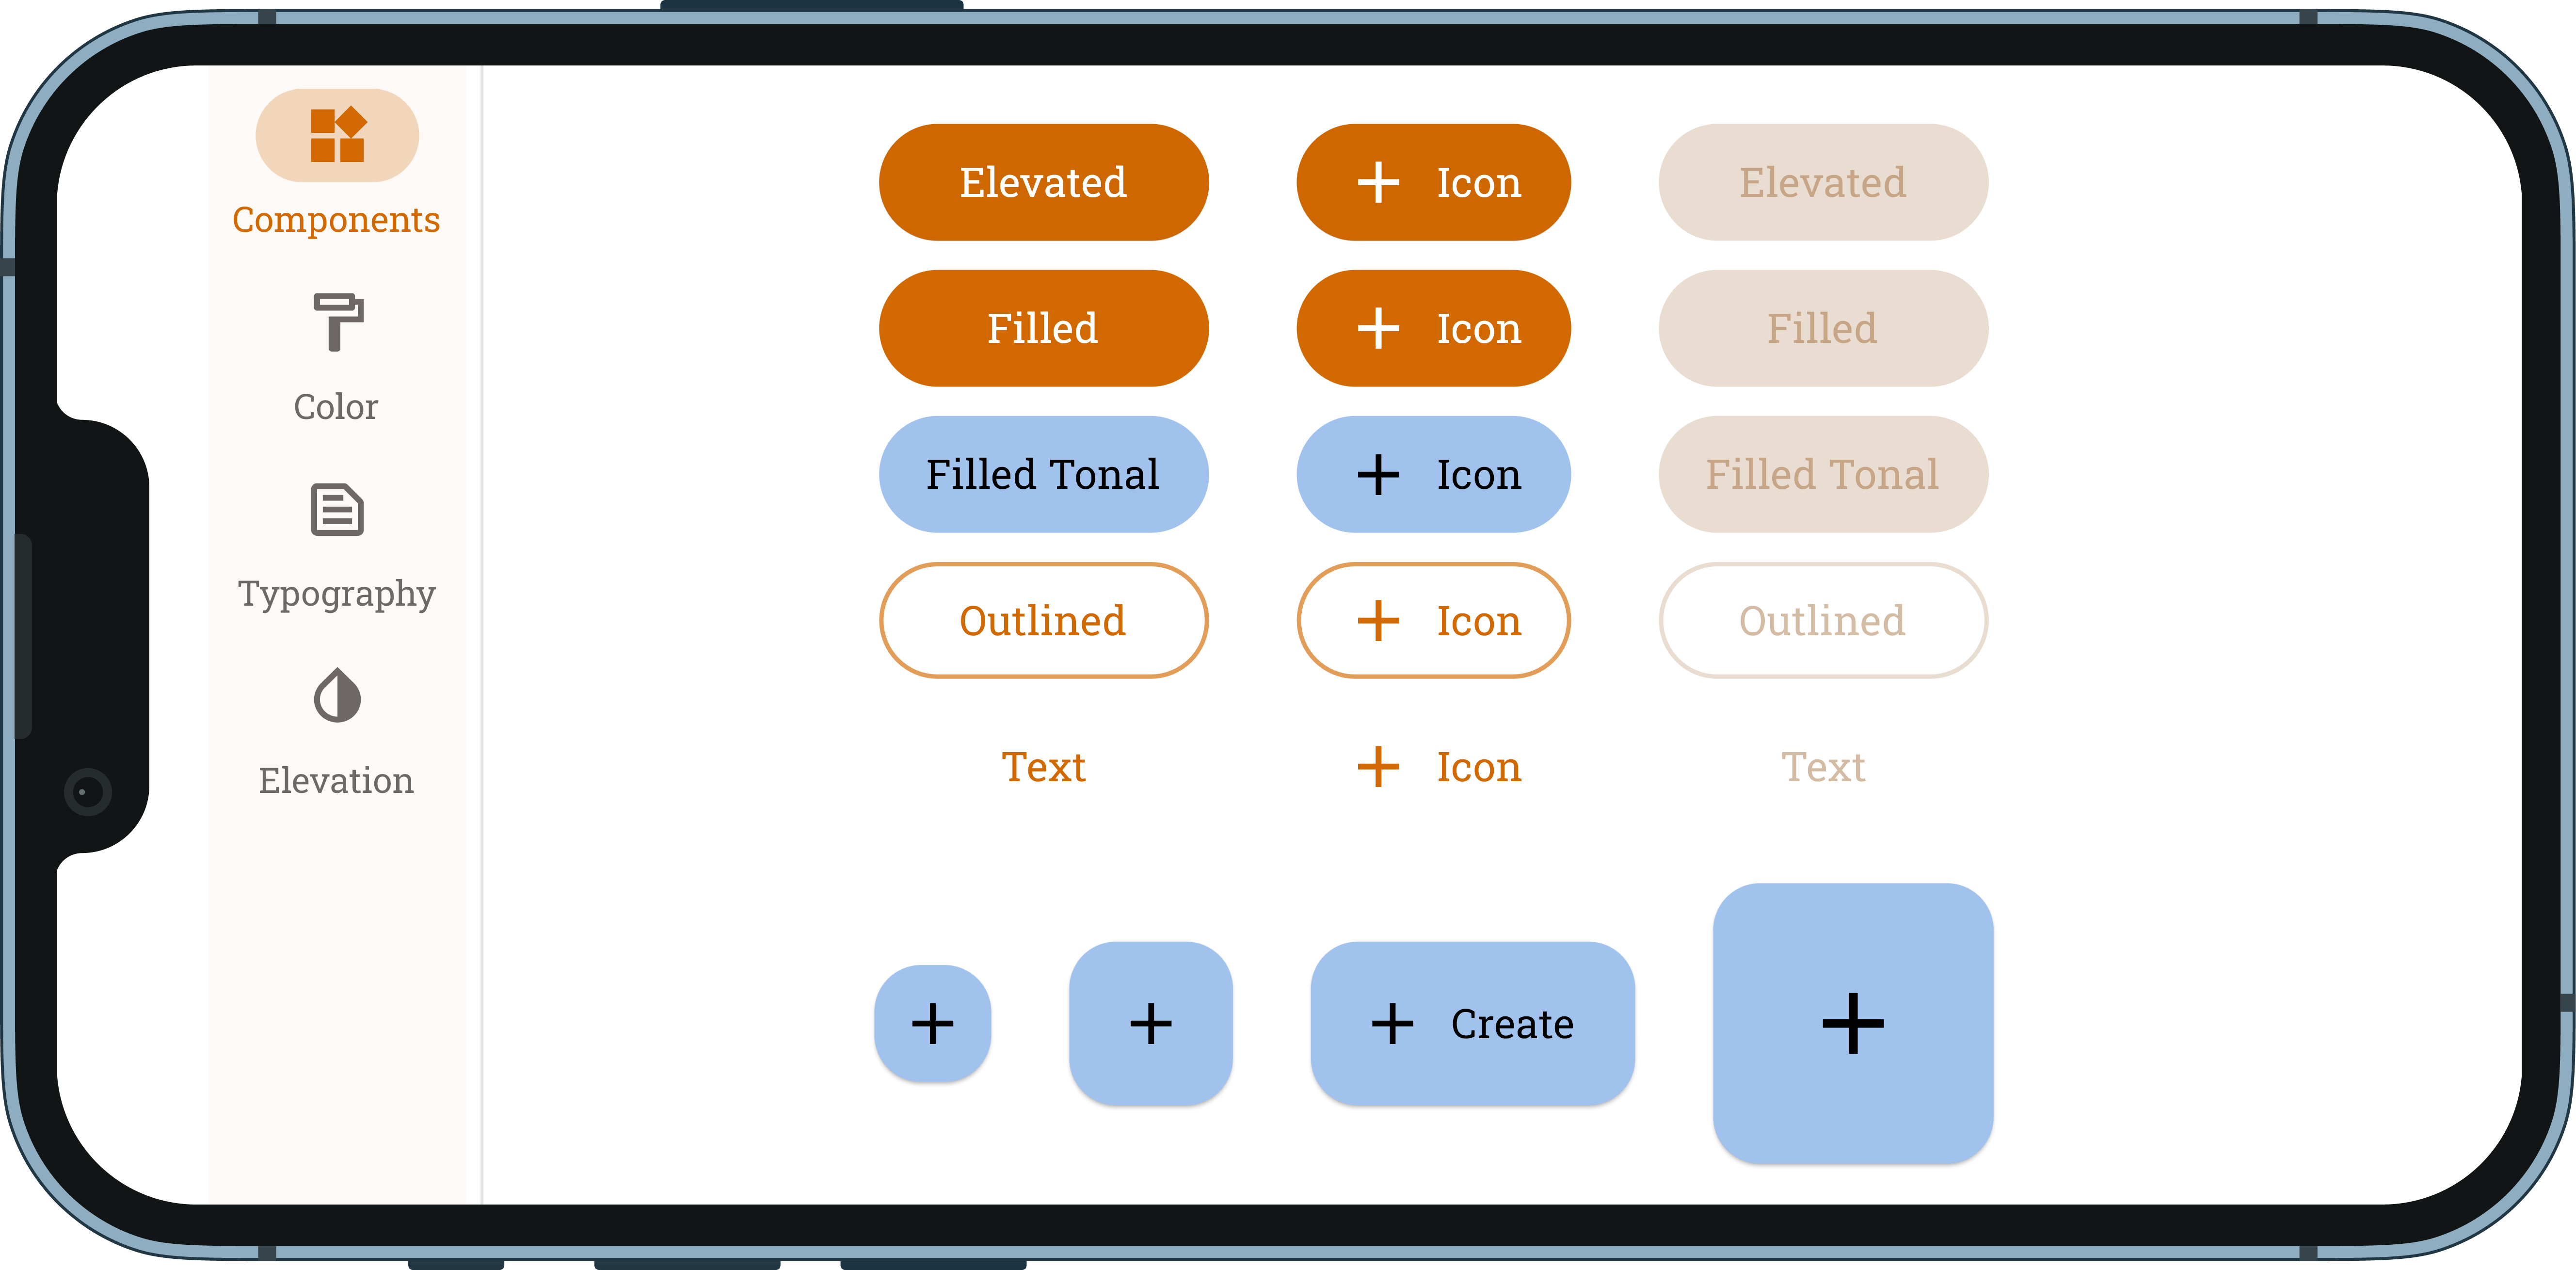 Components
Color
Typography
Elevation
Elevated
Icon
Elevated
Filled
Icon
Filled
Filled Tonal
Icon
Filled Tonal
Outlined
Icon
Outlined
Text
Icon
Text
Create